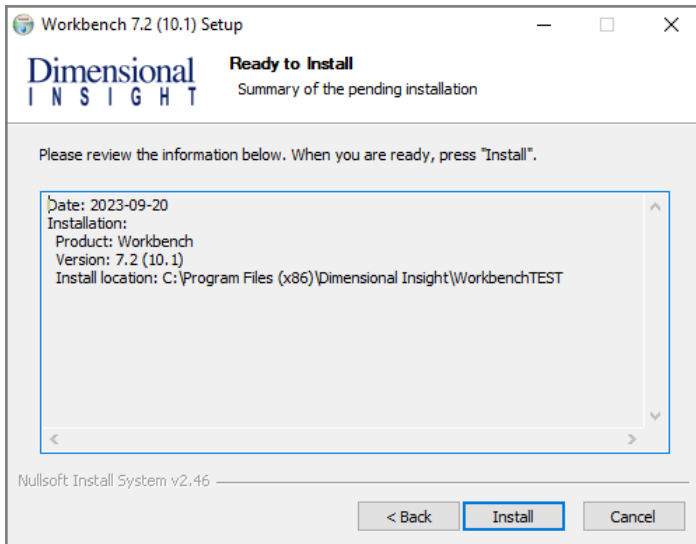 Workbench 7.2 (10.1) Setup
Dimensional
INSIGHT
Ready to Install
Summary of the pending installation
Please review the information below. When you are ready, press "Install".
Date: 2023-09-20
Installation:
Product: Workbench
Version: 7.2 (10.1)
Install location: C:\Program Files (x86)\Dimensional Insight\WorkbenchTEST
Nullsoft Install System v2.46
< Back
Install
Cancel